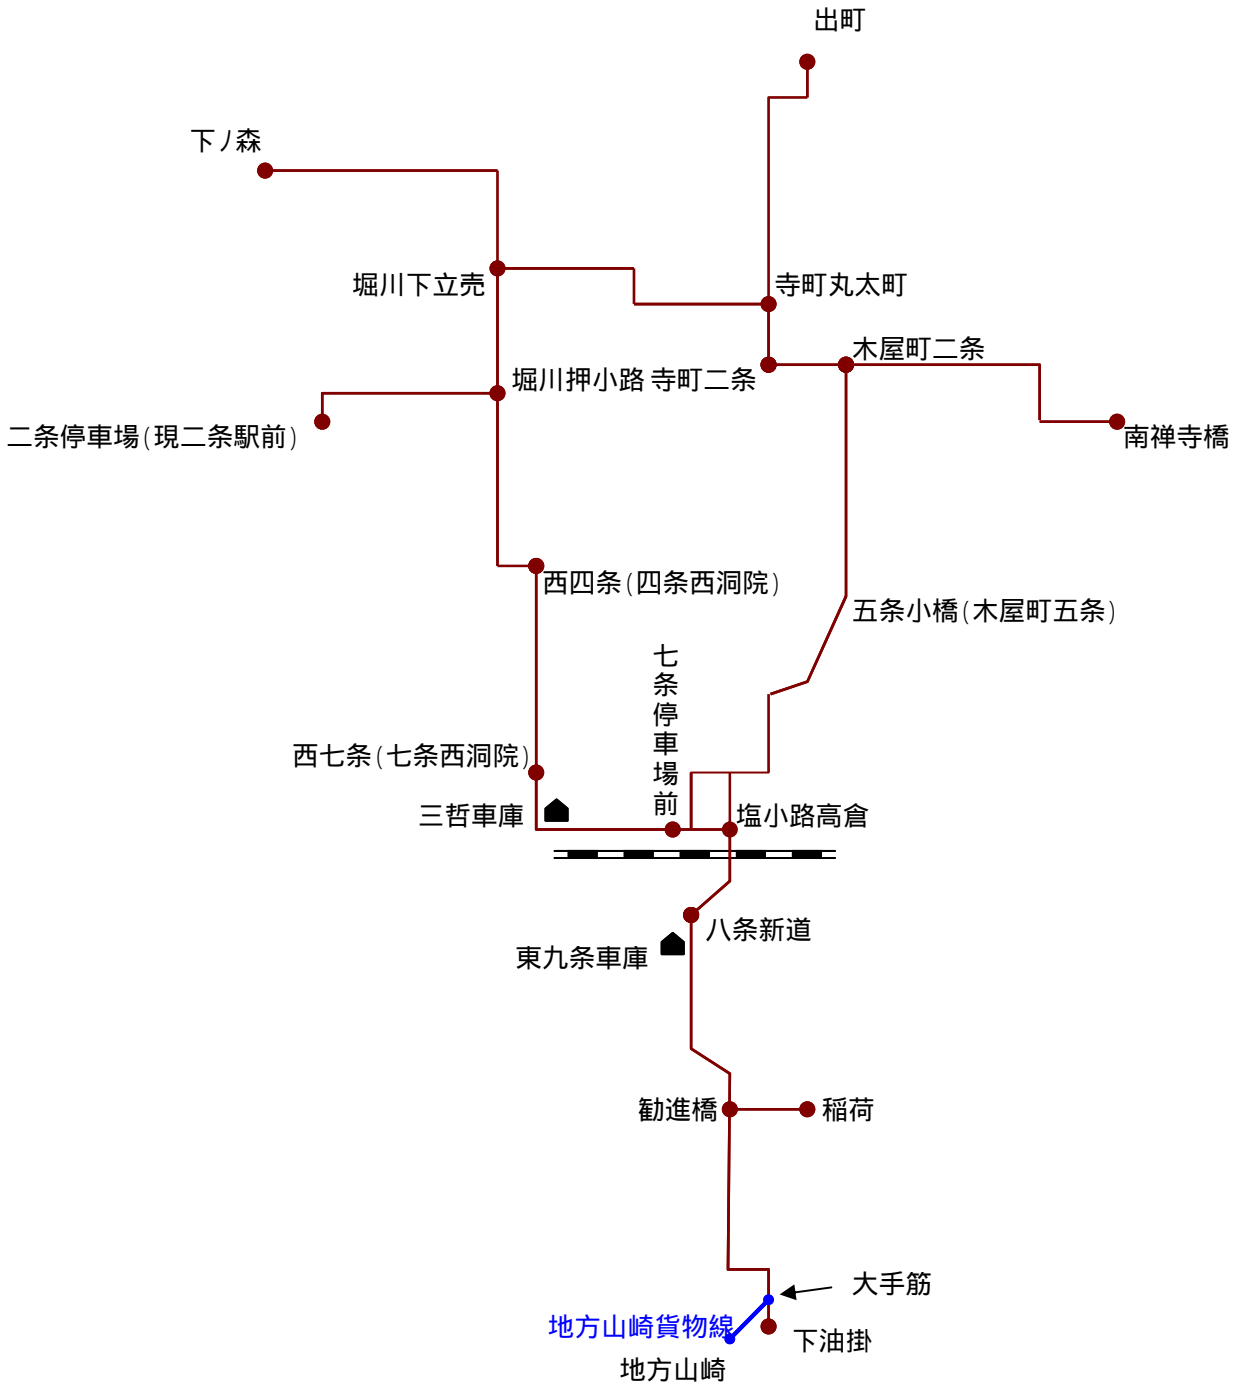 出町
下ノ森
堀川下立売
寺町丸太町
木屋町二条
堀川押小路
寺町二条
二条停車場(現二条駅前)
南禅寺橋
西四条(四条西洞院)
五条小橋(木屋町五条)
七条停車場前
西七条(七条西洞院)
三哲車庫
塩小路高倉
八条新道
東九条車庫
勧進橋
稲荷
大手筋
地方山崎貨物線
下油掛
地方山崎